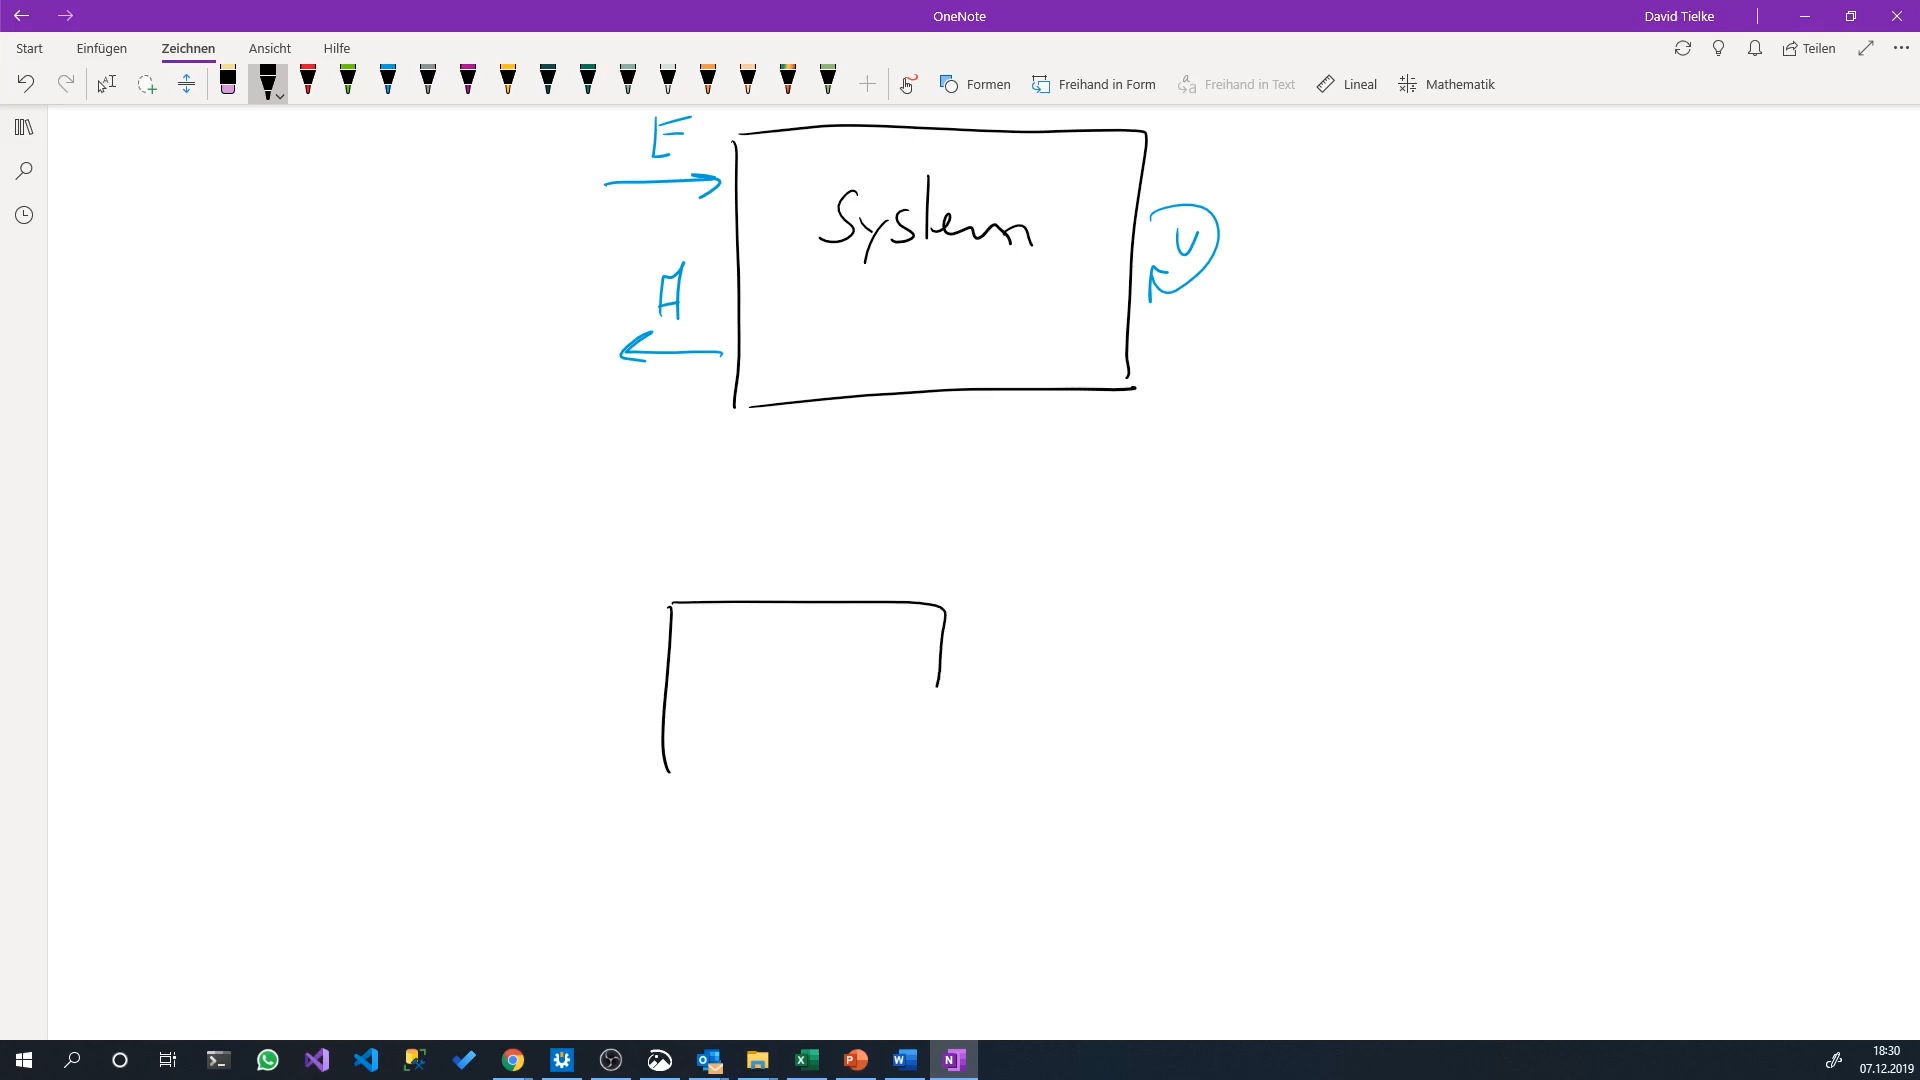 OneNote
David Tielke
Start Einfügen Zeichnen Ansicht Hilfe
Teilen
Formen
Freihand in Form
Freihand in Text
Lineal
Mathematik
E
System
V
A
18:30
07.12.2019